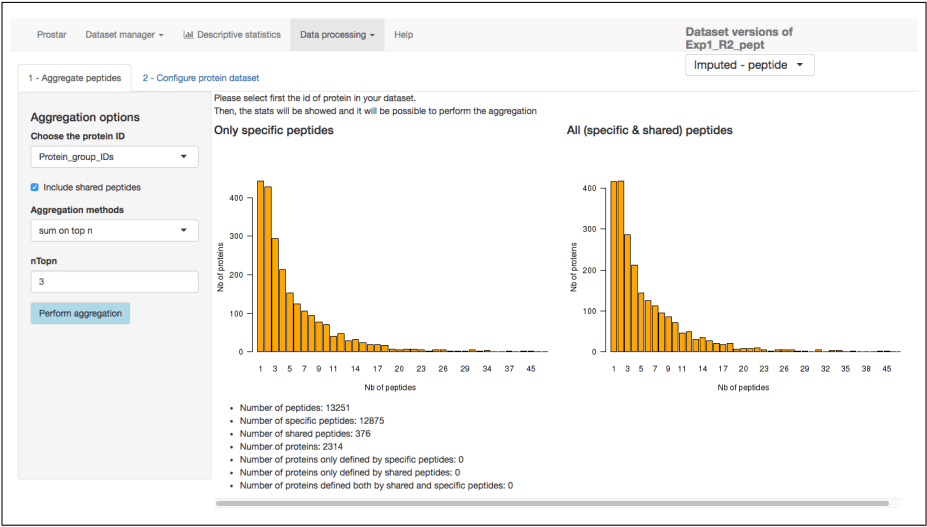 Prostar Dataset manager Descriptive statistics Data processing Help
Dataset versions of
Exp1_R2_pept
Imputed - peptide
1 - Aggregate peptides 2 - Configure protein dataset
Aggregation options
Choose the protein ID
Protein_group_IDs
Include shared peptides
Aggregation methods
sum on top n
nTopn
3
Perform aggregation
Please select first the id of protein in your dataset.
Then, the stats will be showed and it will be possible to perform the aggregation
Only specific peptides
400
300
200
100
0
Nb of proteins
1 3 5 7 9 11 14 17 20 23 26 29 34 37 45
Nb of peptides
All (specific & shared) peptides
400
300
200
100
0
Nb of proteins
1 3 5 7 9 11 14 17 20 23 26 29 32 35 38 45
Nb of peptides
• Number of peptides: 13251
• Number of specific peptides: 12875
• Number of shared peptides: 376
• Number of proteins: 2314
• Number of proteins only defined by specific peptides: 0
• Number of proteins only defined by shared peptides: 0
• Number of proteins defined both by shared and specific peptides: 0